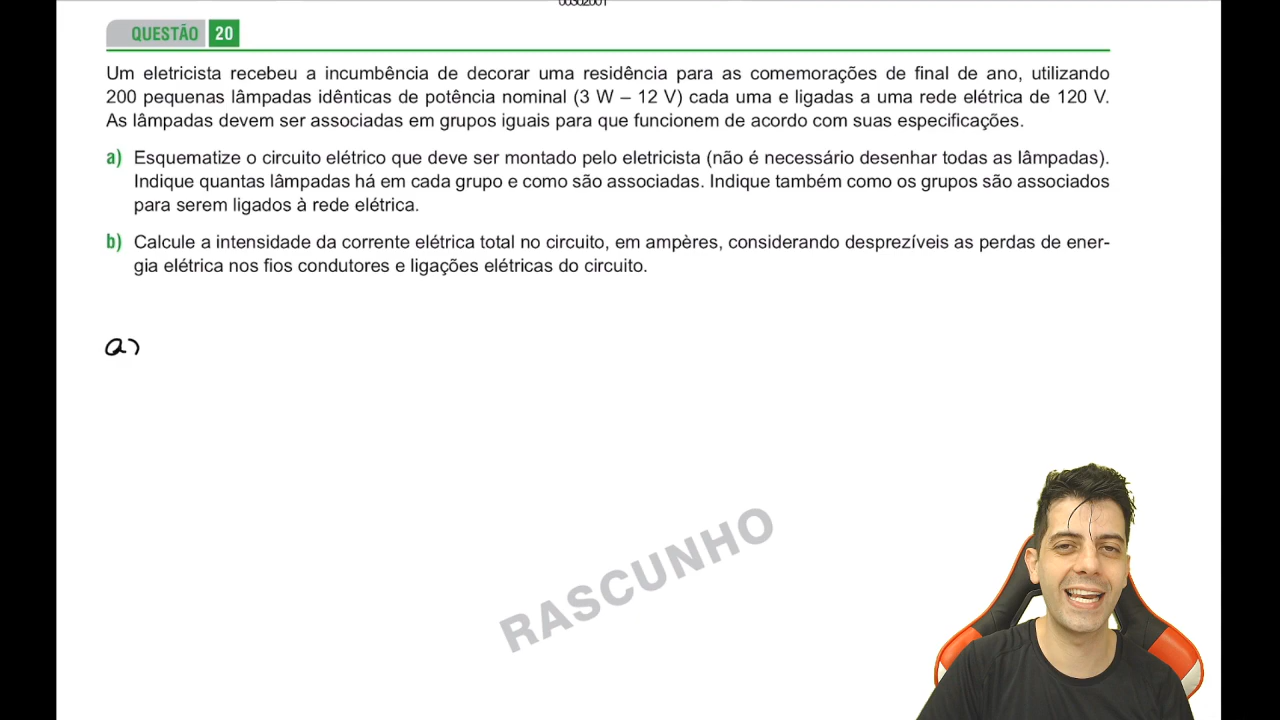 QUESTÃO 20
Um eletricista recebeu a incumbência de decorar uma residência para as comemorações de final de ano, utilizando
200 pequenas lâmpadas idênticas de potência nominal (3 W – 12 V) cada uma e ligadas a uma rede elétrica de 120 V.
As lâmpadas devem ser associadas em grupos iguais para que funcionem de acordo com suas especificações.
a) Esquematize o circuito elétrico que deve ser montado pelo eletricista (não é necessário desenhar todas as lâmpadas).
Indique quantas lâmpadas há em cada grupo e como são associadas. Indique também como os grupos são associados
para serem ligados à rede elétrica.
b) Calcule a intensidade da corrente elétrica total no circuito, em ampères, considerando desprezíveis as perdas de ener-
gia elétrica nos fios condutores e ligações elétricas do circuito.
a)
RASCUNHO